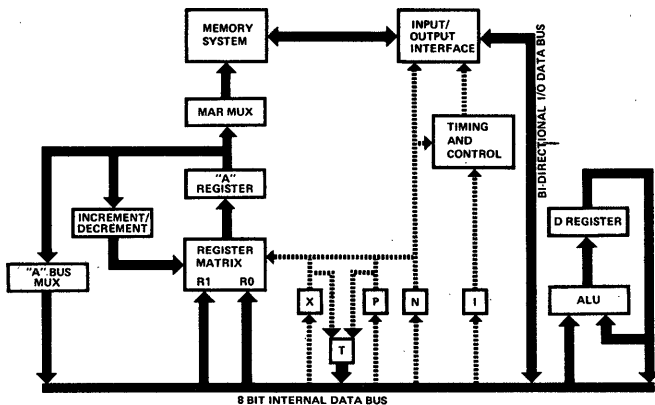 MEMORY
SYSTEM
INPUT/
OUTPUT
INTERFACE
MAR MUX
TIMING
AND
CONTROL
BI-DIRECTIONAL I/O DATA BUS
"A"
REGISTER
INCREMENT/
DECREMENT
D REGISTER
REGISTER
MATRIX
R1 R0
"A".BUS
MUX
X
P
N
I
ALU
T
8 BIT INTERNAL DATA BUS